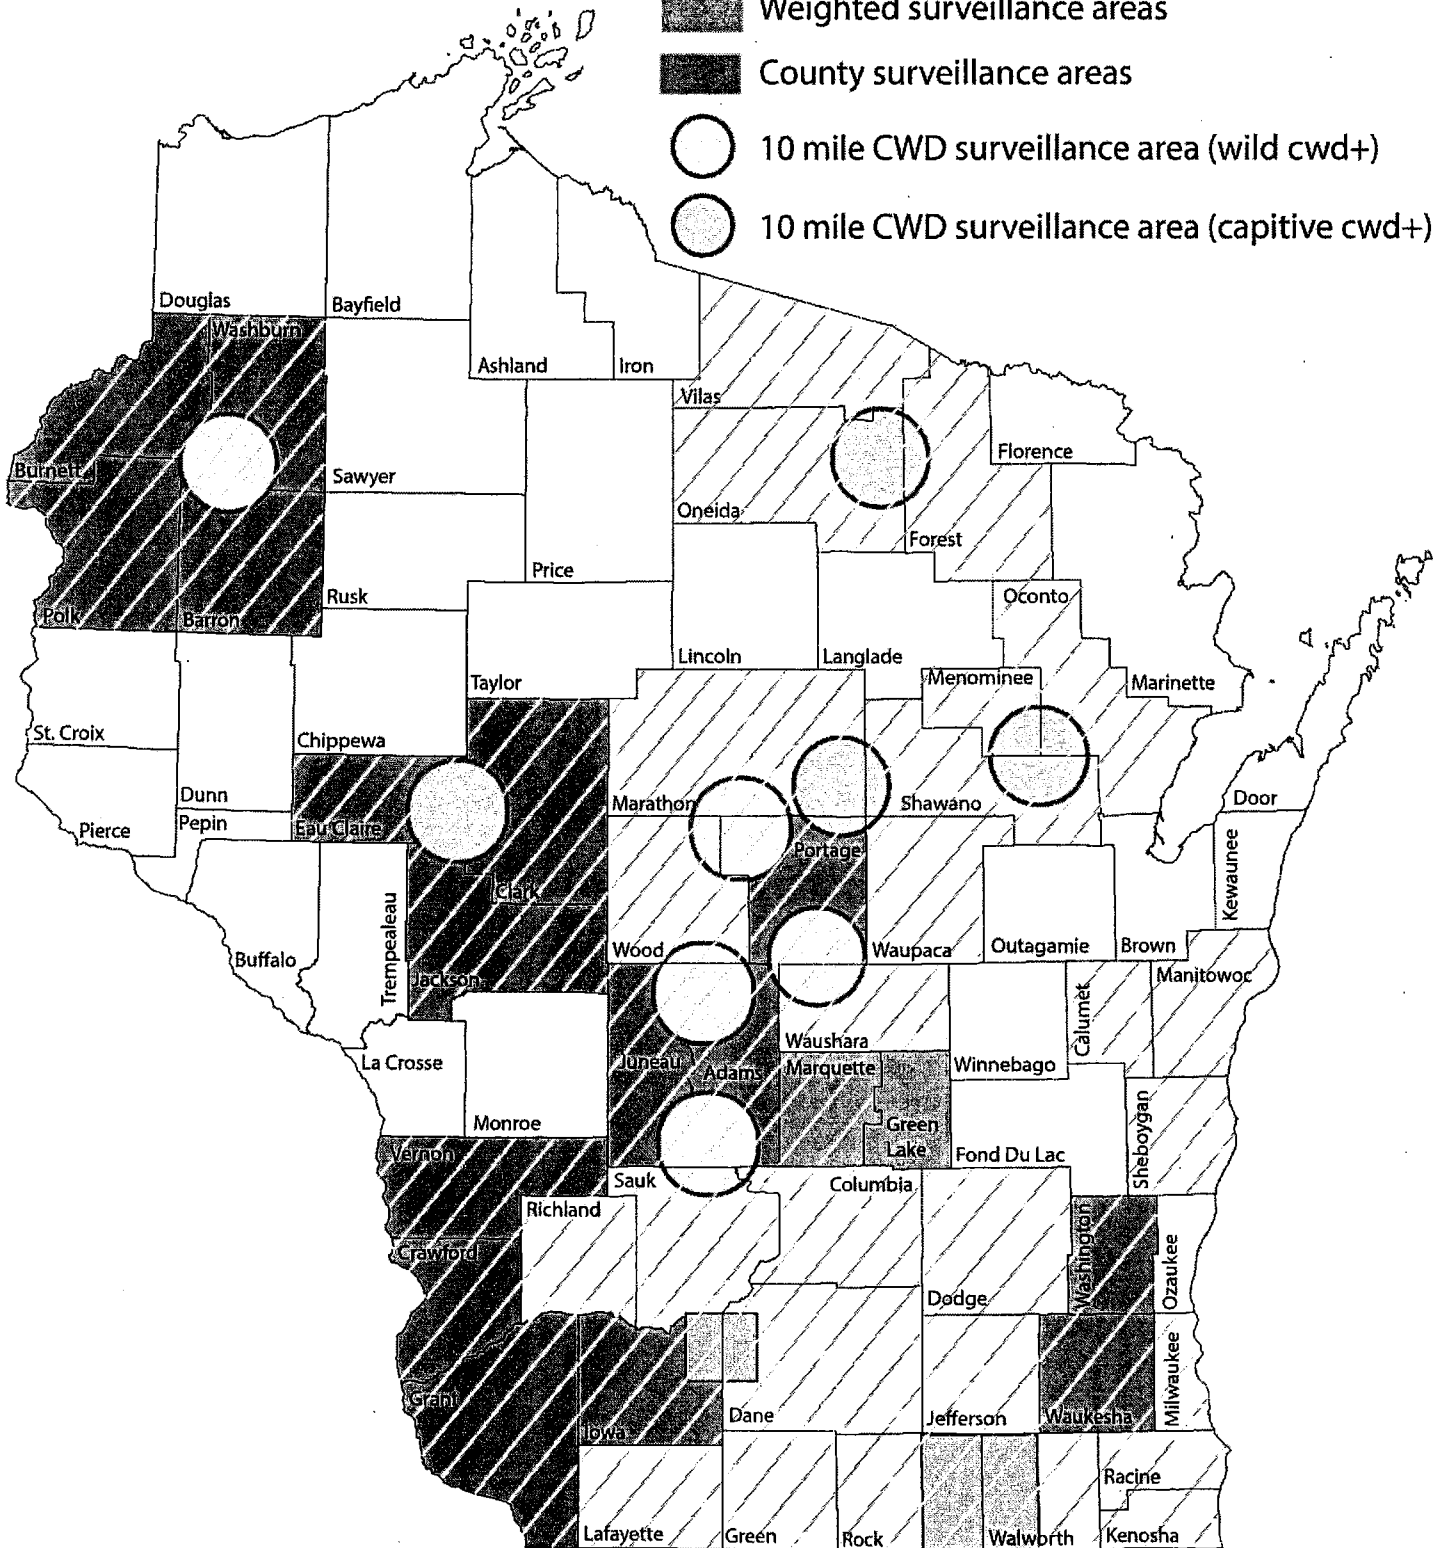 Weighted surveillance areas
County surveillance areas
10 mile CWD surveillance area (wild cwd+)
10 mile CWD surveillance area (capitive cwd+)
Douglas
Bayfield
Washburn
Ashland
Iron
Vilas
Florence
Burnett
Sawyer
Oneida
Forest
Price
Rusk
Oconto
Polk
Barron
Lincoln
Langlade
Taylor
Menominee
Marinette
St. Croix
Chippewa
Dunn
Marathon
Shawano
Door
Pierce
Pepin
Eau Claire
Portage
Kewaunee
Clark
Trempealeau
Buffalo
Wood
Waupaca
Outagamie
Brown
Jackson
Manitowoc
Calumet
Waushara
La Crosse
Juneau
Adams
Marquette
Winnebago
Monroe
Green
Lake
Fond Du Lac
Sheboygan
Vernon
Sauk
Columbia
Richland
Washington
Ozaukee
Crawford
Dodge
Milwaukee
Grant
Iowa
Dane
Jefferson
Waukesha
Racine
Lafayette
Green
Rock
Walworth
Kenosha